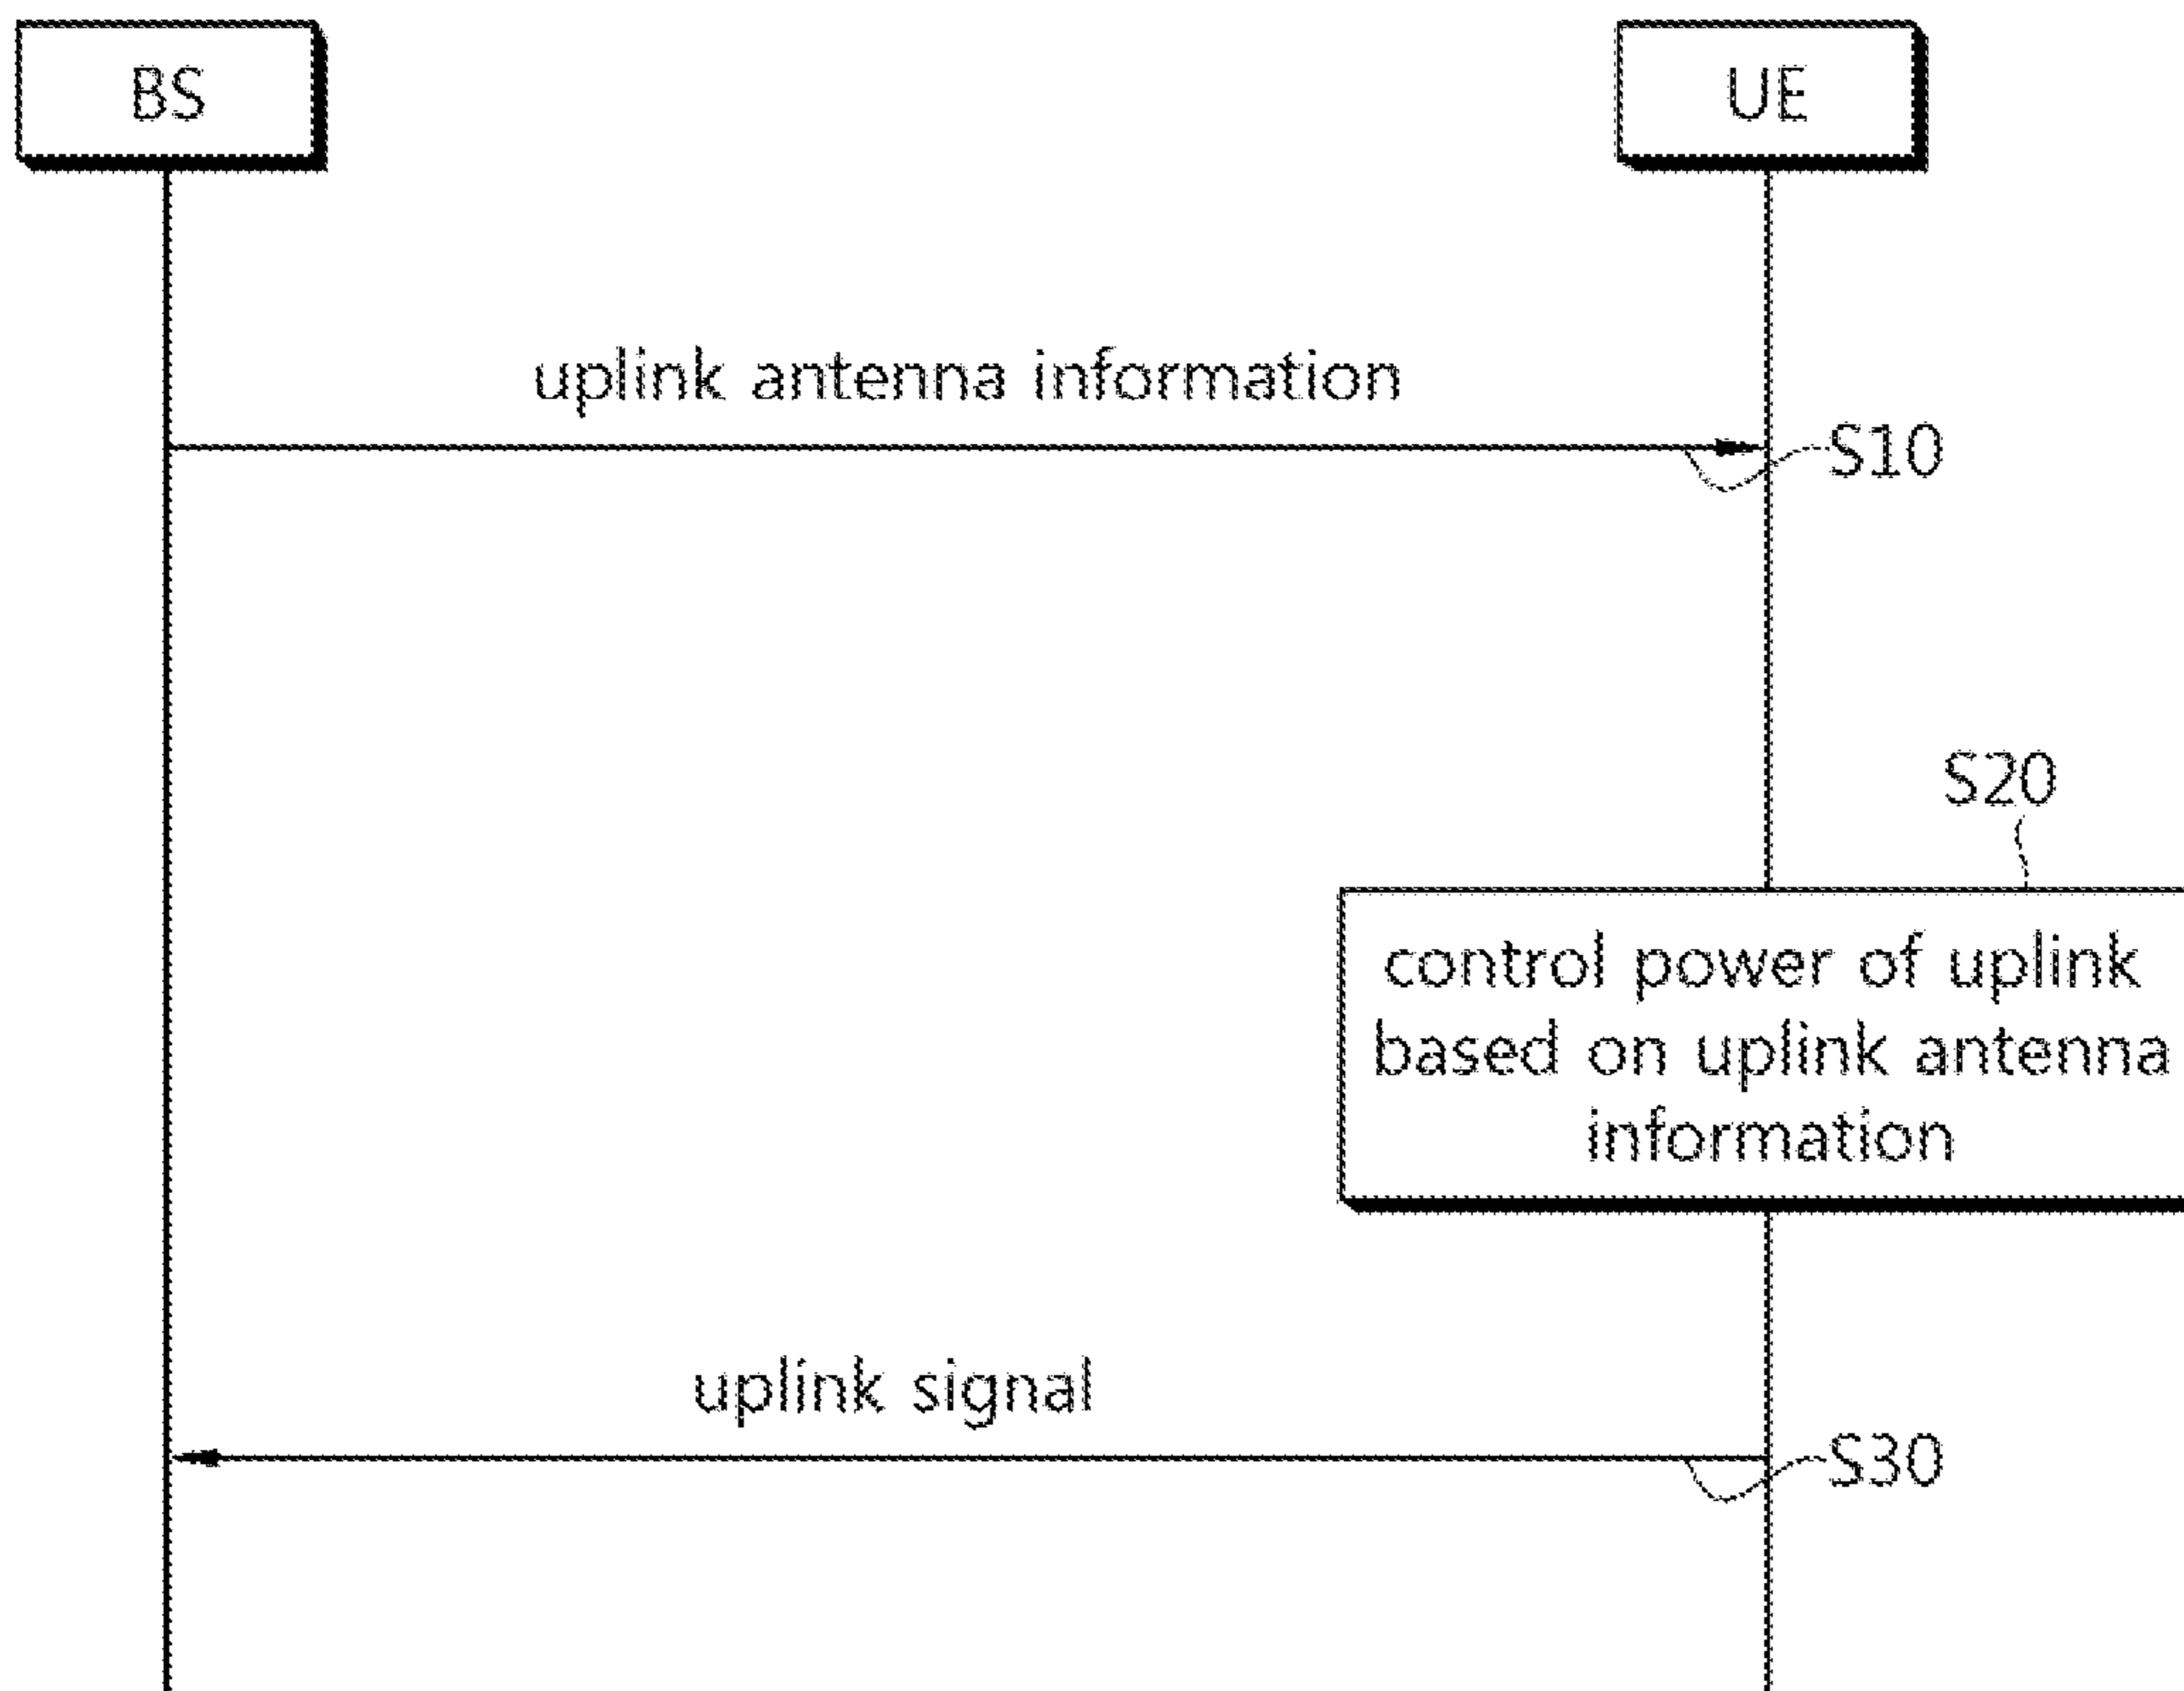 BS
UE
uplink antenna information
S10
S20
control power of uplink
based on uplink antenna
information
uplink signal
S30